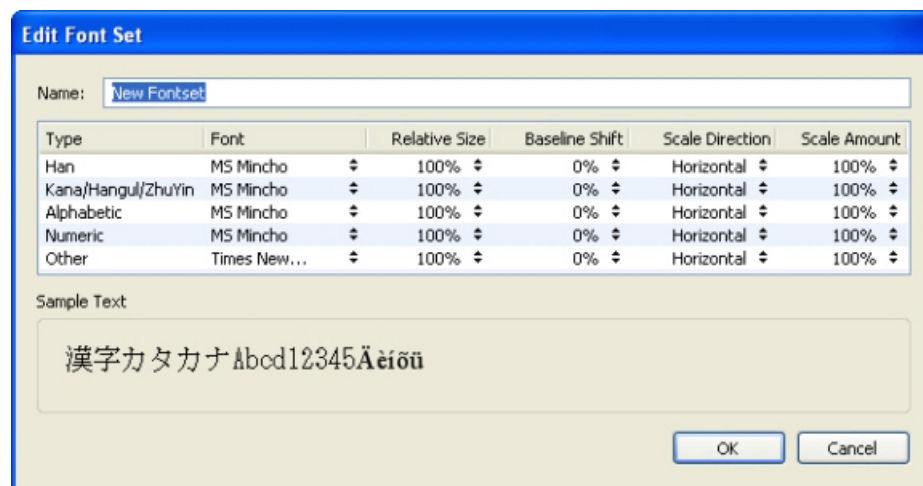 Edit Font Set
Name: New Fontset
Type Font Relative Size Baseline Shift Scale Direction Scale Amount
Han MS Mincho 100% 0% Horizontal 100%
Kana/Hangul/ZhuYin MS Mincho 100% 0% Horizontal 100%
Alphabetic MS Mincho 100% 0% Horizontal 100%
Numeric MS Mincho 100% 0% Horizontal 100%
Other Times New... 100% 0% Horizontal 100%
Sample Text
漢字カタカナAbcd12345Äèíõü
OK Cancel